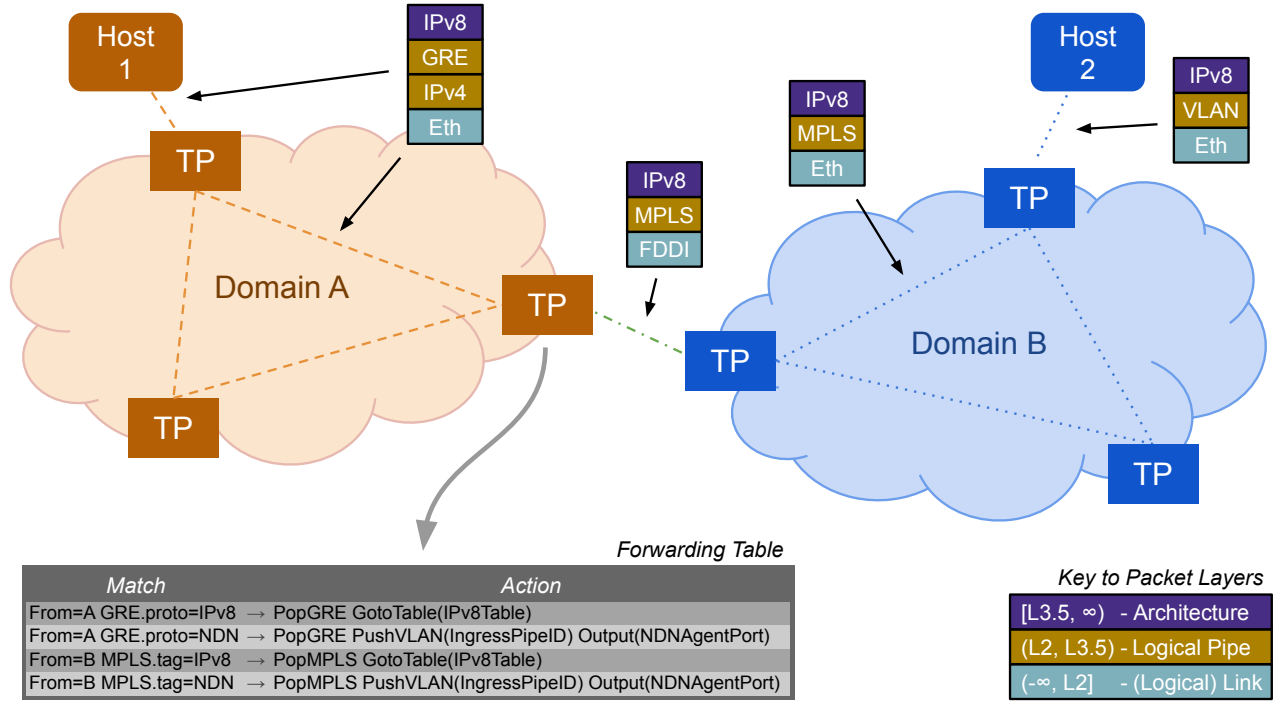 Host
1
IPv8
GRE
IPv4
Eth
IPv8
MPLS
Eth
Host
2
IPv8
VLAN
Eth
TP
IPv8
MPLS
FDDI
TP
Domain A
TP
TP
Domain B
TP
TP
TP
Forwarding Table
Match Action
From=A GRE.proto=IPv8 → PopGRE GotoTable(IPv8Table)
From=A GRE.proto=NDN → PopGRE PushVLAN(IngressPipeID) Output(NDNAgentPort)
From=B MPLS.tag=IPv8 → PopMPLS GotoTable(IPv8Table)
From=B MPLS.tag=NDN → PopMPLS PushVLAN(IngressPipeID) Output(NDNAgentPort)
Key to Packet Layers
[L3.5, ∞) - Architecture
(L2, L3.5) - Logical Pipe
(-∞, L2] - (Logical) Link